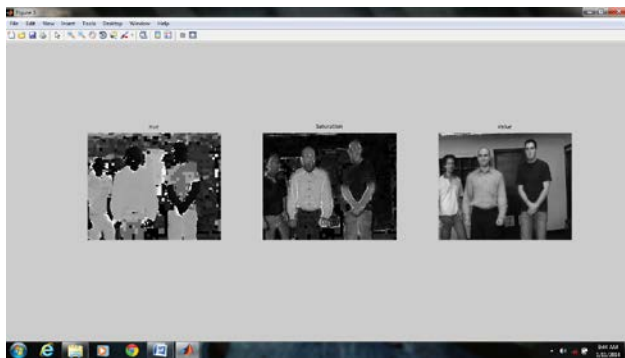 Figure 1
File Edit View Insert Tools Desktop Window Help
Hue
Saturation
Value